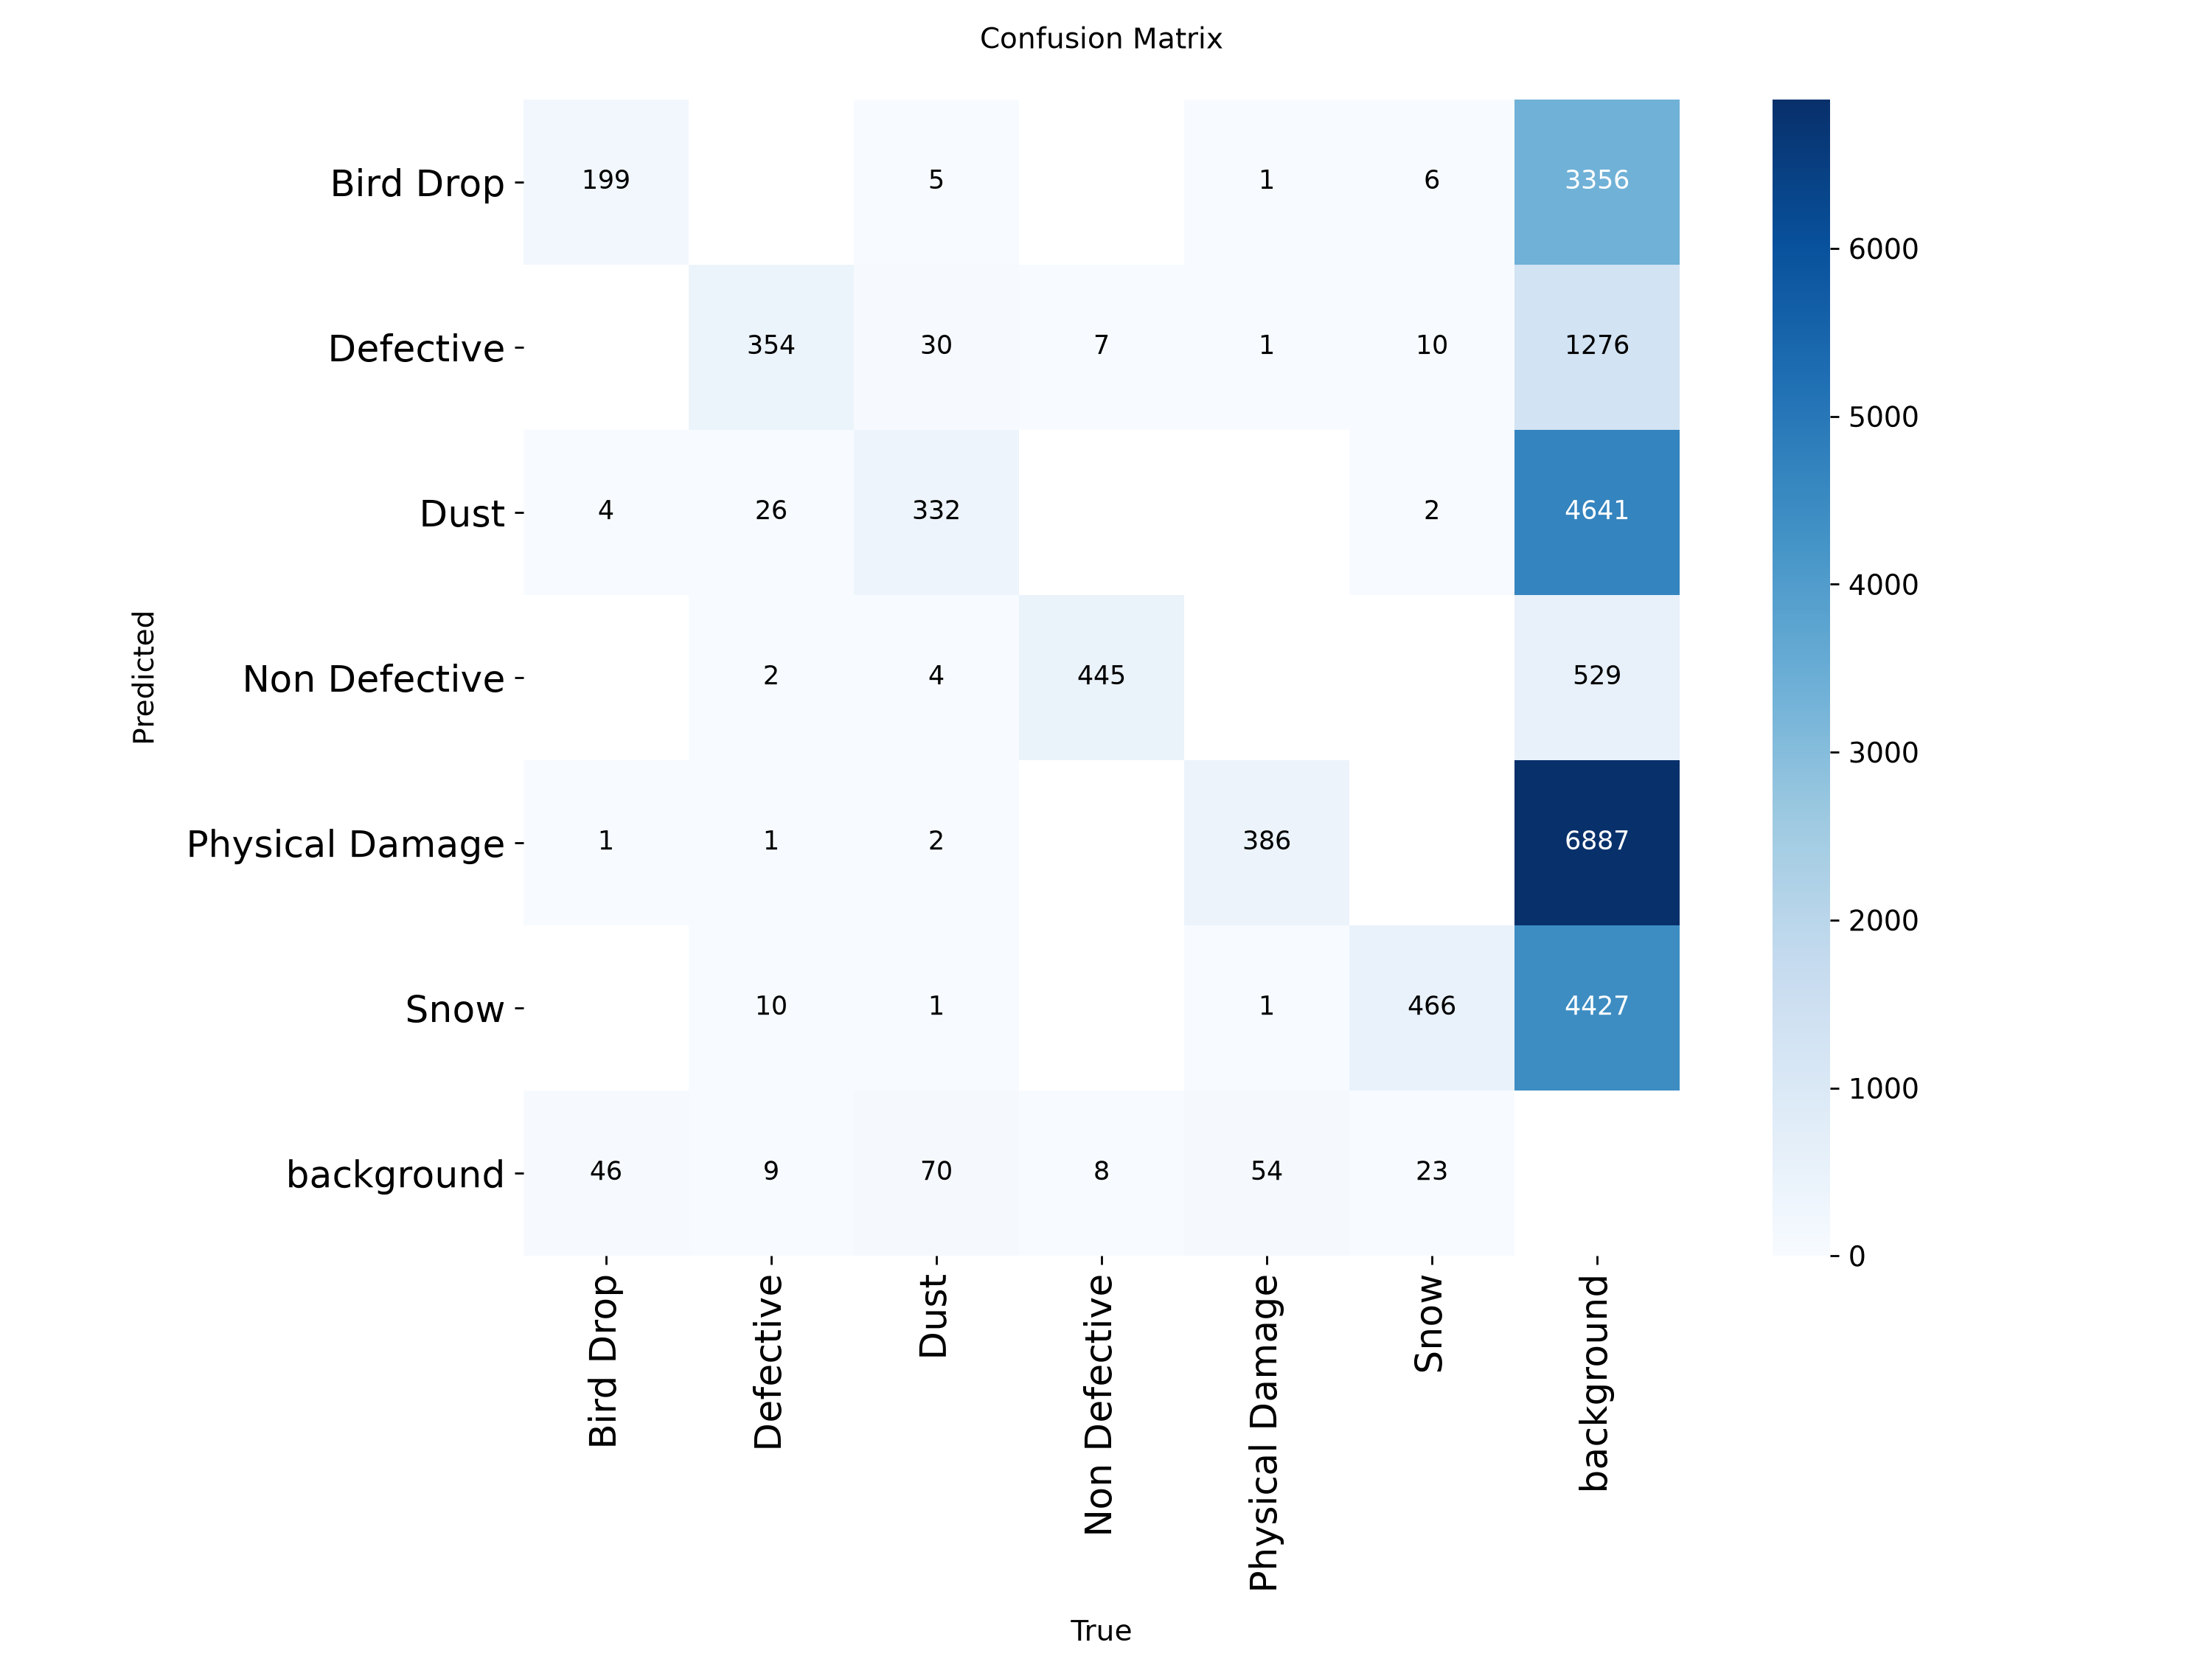 Confusion Matrix
Bird Drop 199 5 1 6 3356
Defective 354 30 7 1 10 1276
Dust 4 26 332 2 4641
Non Defective 2 4 445 529
Physical Damage 1 1 2 386 6887
Snow 10 1 1 466 4427
background 46 9 70 8 54 23
Predicted
Bird Drop
Defective
Dust
Non Defective
Physical Damage
Snow
background
True
6000
5000
4000
3000
2000
1000
0